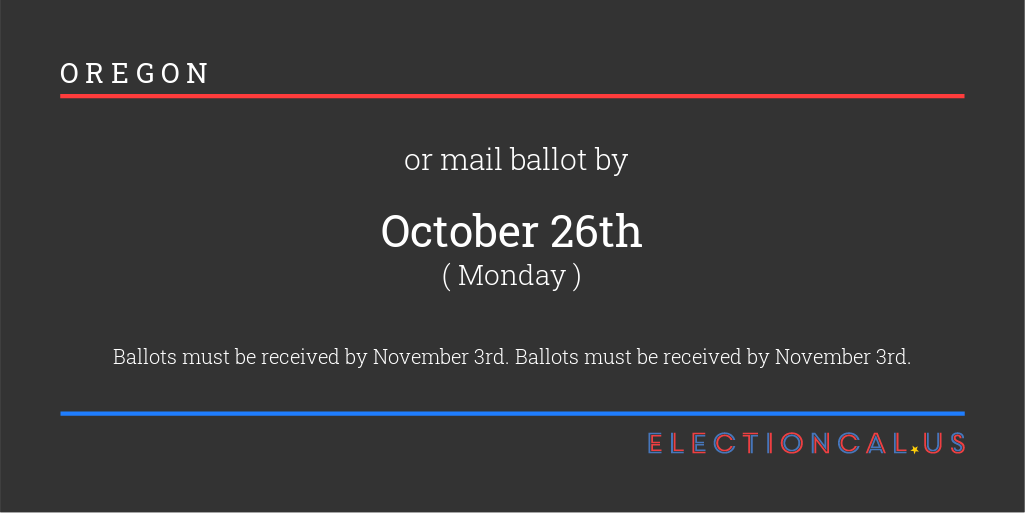 OREGON
or mail ballot by
October 26th
( Monday )
Ballots must be received by November 3rd. Ballots must be received by November 3rd.
ELECTIONCAL.US